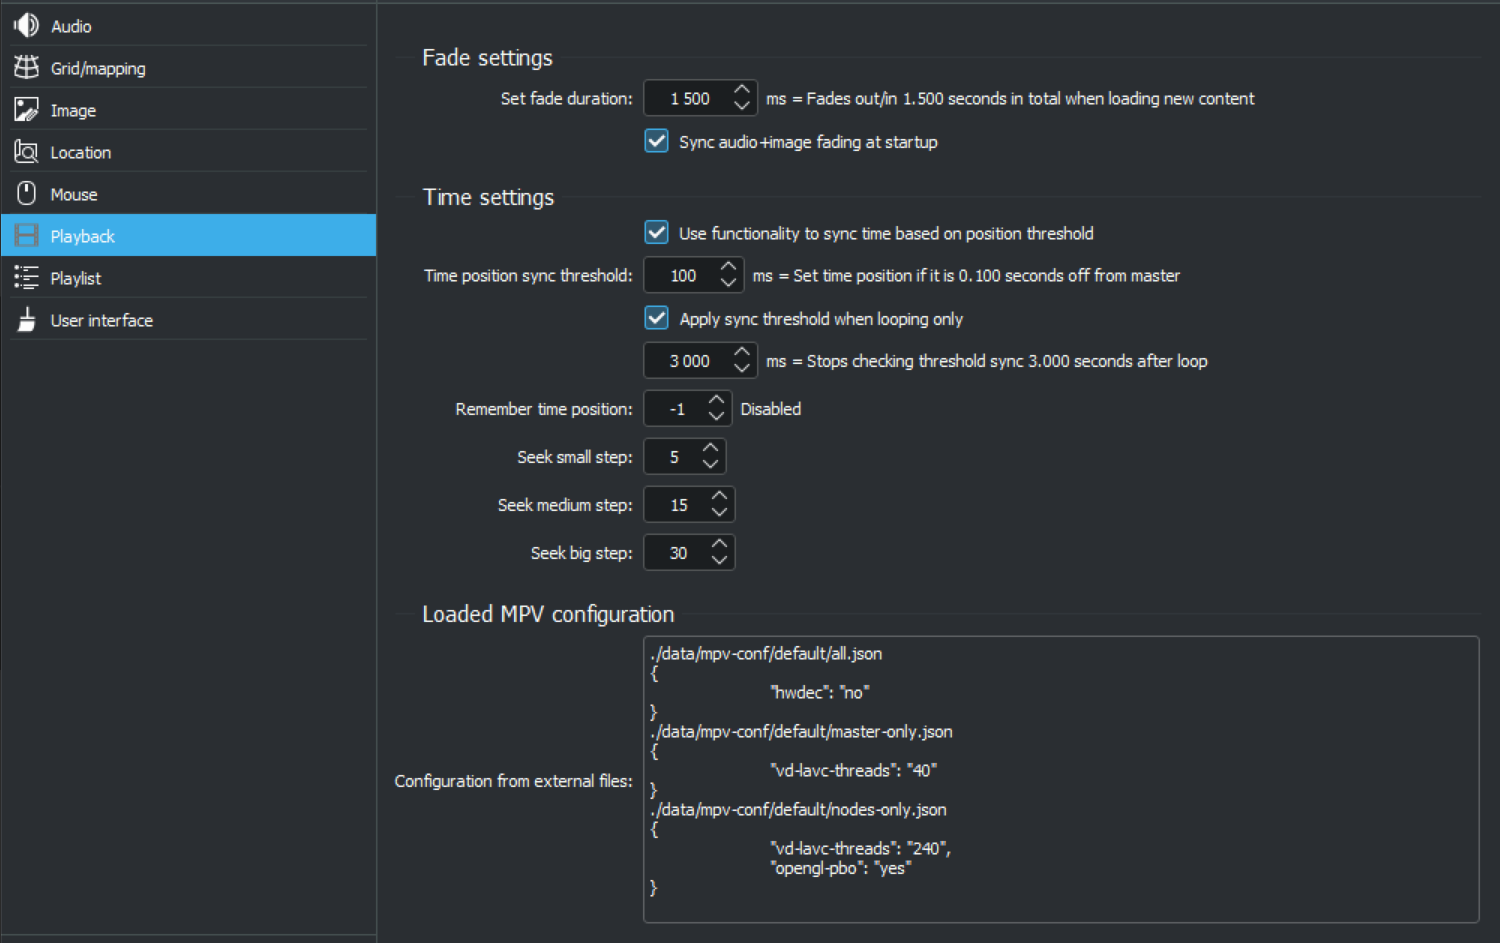 Audio
Grid/mapping
Image
Location
Mouse
Playback
Playlist
User interface
Fade settings
Set fade duration: 1 500 ms = Fades out/in 1.500 seconds in total when loading new content
Sync audio+image fading at startup
Time settings
Use functionality to sync time based on position threshold
Time position sync threshold: 100 ms = Set time position if it is 0.100 seconds off from master
Apply sync threshold when looping only
3 000 ms = Stops checking threshold sync 3.000 seconds after loop
Remember time position: -1 Disabled
Seek small step: 5
Seek medium step: 15
Seek big step: 30
Loaded MPV configuration
Configuration from external files:
./data/mpv-conf/default/all.json
{
"hwdec": "no"
}
./data/mpv-conf/default/master-only.json
{
"vd-lavc-threads": "40"
}
./data/mpv-conf/default/nodes-only.json
{
"vd-lavc-threads": "240",
"opengl-pbo": "yes"
}